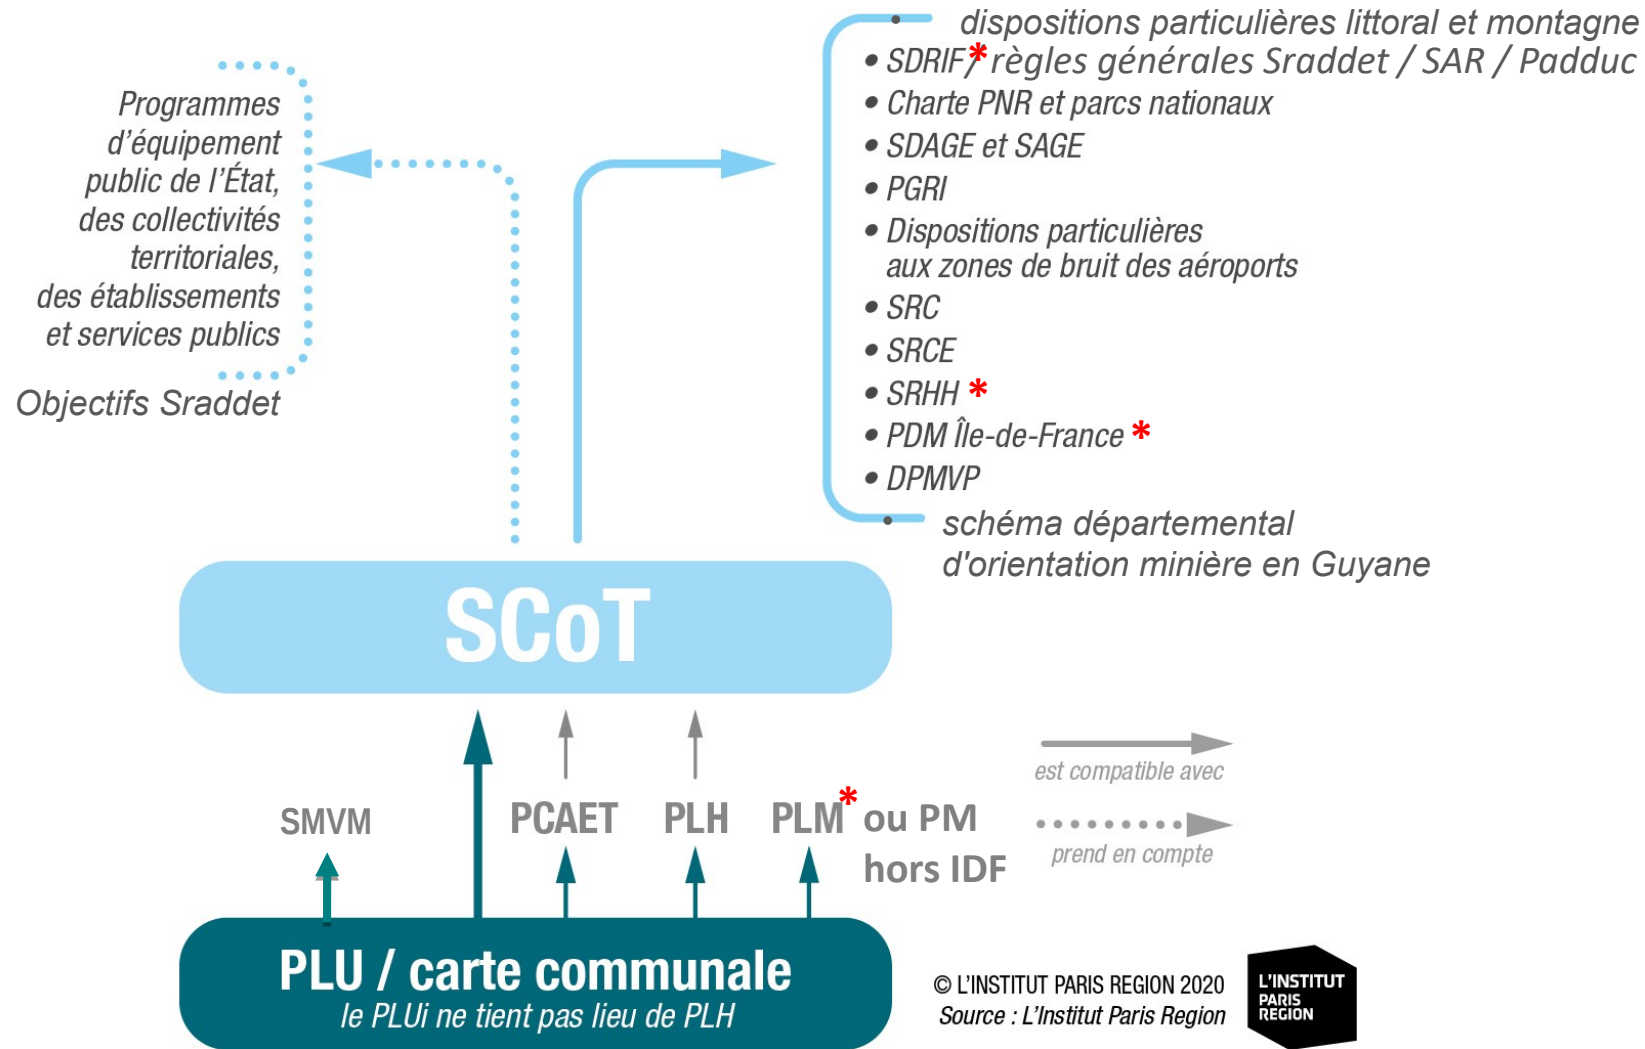 Programmes
d'équipement
public de l'État,
des collectivités
territoriales,
des établissements
et services publics
Objectifs Sraddet
• dispositions particulières littoral et montagne
• SDRIF*/ règles générales Sraddet / SAR / Padduc
• Charte PNR et parcs nationaux
• SDAGE et SAGE
• PGRI
• Dispositions particulières
aux zones de bruit des aéroports
• SRC
• SRCE
• SRHH *
• PDM Île-de-France *
• DPMVP
• schéma départemental
d'orientation minière en Guyane
SCoT
SMVM
PCAET
PLH
PLM* ou PM
hors IDF
est compatible avec
prend en compte
PLU / carte communale
le PLUi ne tient pas lieu de PLH
© L'INSTITUT PARIS REGION 2020
Source : L'Institut Paris Region
L'INSTITUT
PARIS
REGION